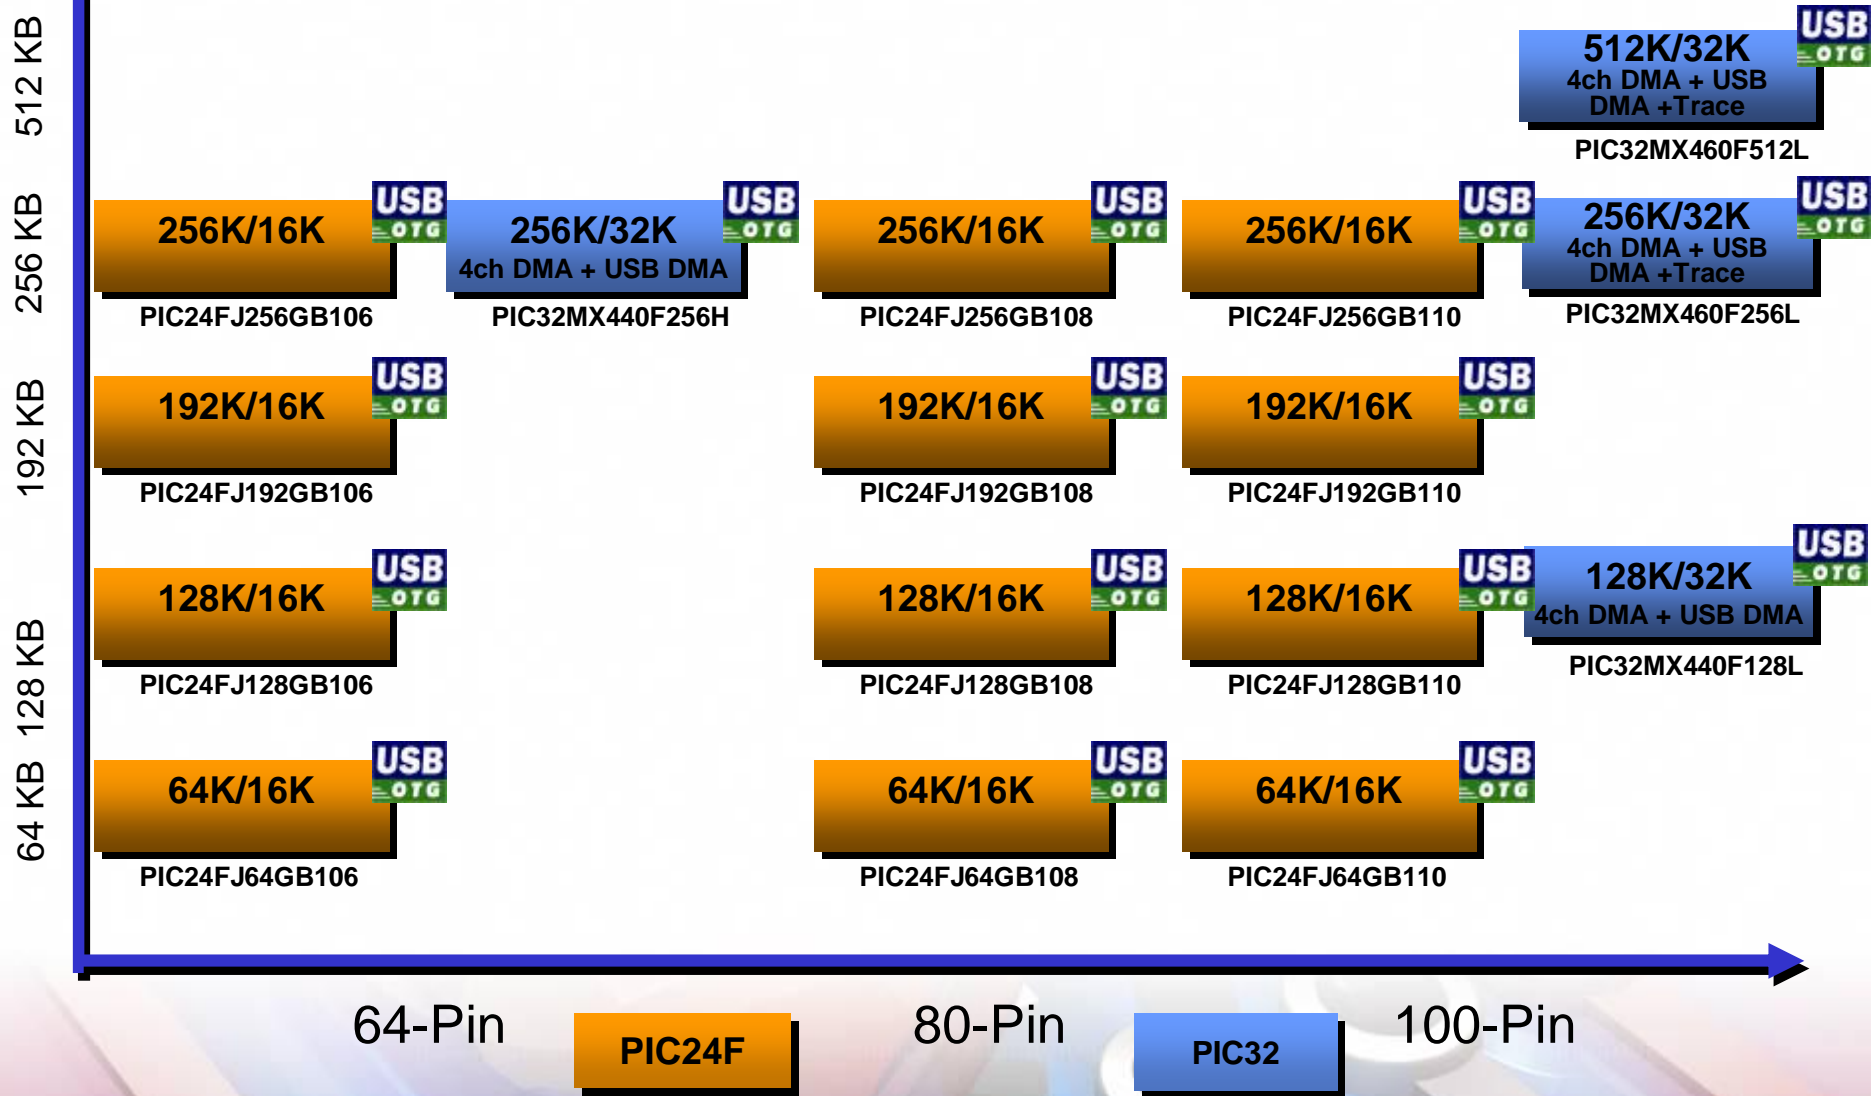 512 KB
512K/32K
4ch DMA + USB
DMA +Trace
USB
OTG
PIC32MX460F512L
256 KB
256K/16K
USB
OTG
PIC24FJ256GB106
256K/32K
4ch DMA + USB DMA
USB
OTG
PIC32MX440F256H
256K/16K
USB
OTG
PIC24FJ256GB108
256K/16K
USB
OTG
PIC24FJ256GB110
256K/32K
4ch DMA + USB
DMA +Trace
USB
OTG
PIC32MX460F256L
192 KB
192K/16K
USB
OTG
PIC24FJ192GB106
192K/16K
USB
OTG
PIC24FJ192GB108
192K/16K
USB
OTG
PIC24FJ192GB110
128 KB
128K/16K
USB
OTG
PIC24FJ128GB106
128K/16K
USB
OTG
PIC24FJ128GB108
128K/16K
USB
OTG
PIC24FJ128GB110
128K/32K
4ch DMA + USB DMA
USB
OTG
PIC32MX440F128L
64 KB
64K/16K
USB
OTG
PIC24FJ64GB106
64K/16K
USB
OTG
PIC24FJ64GB108
64K/16K
USB
OTG
PIC24FJ64GB110
64-Pin
80-Pin
100-Pin
PIC24F
PIC32